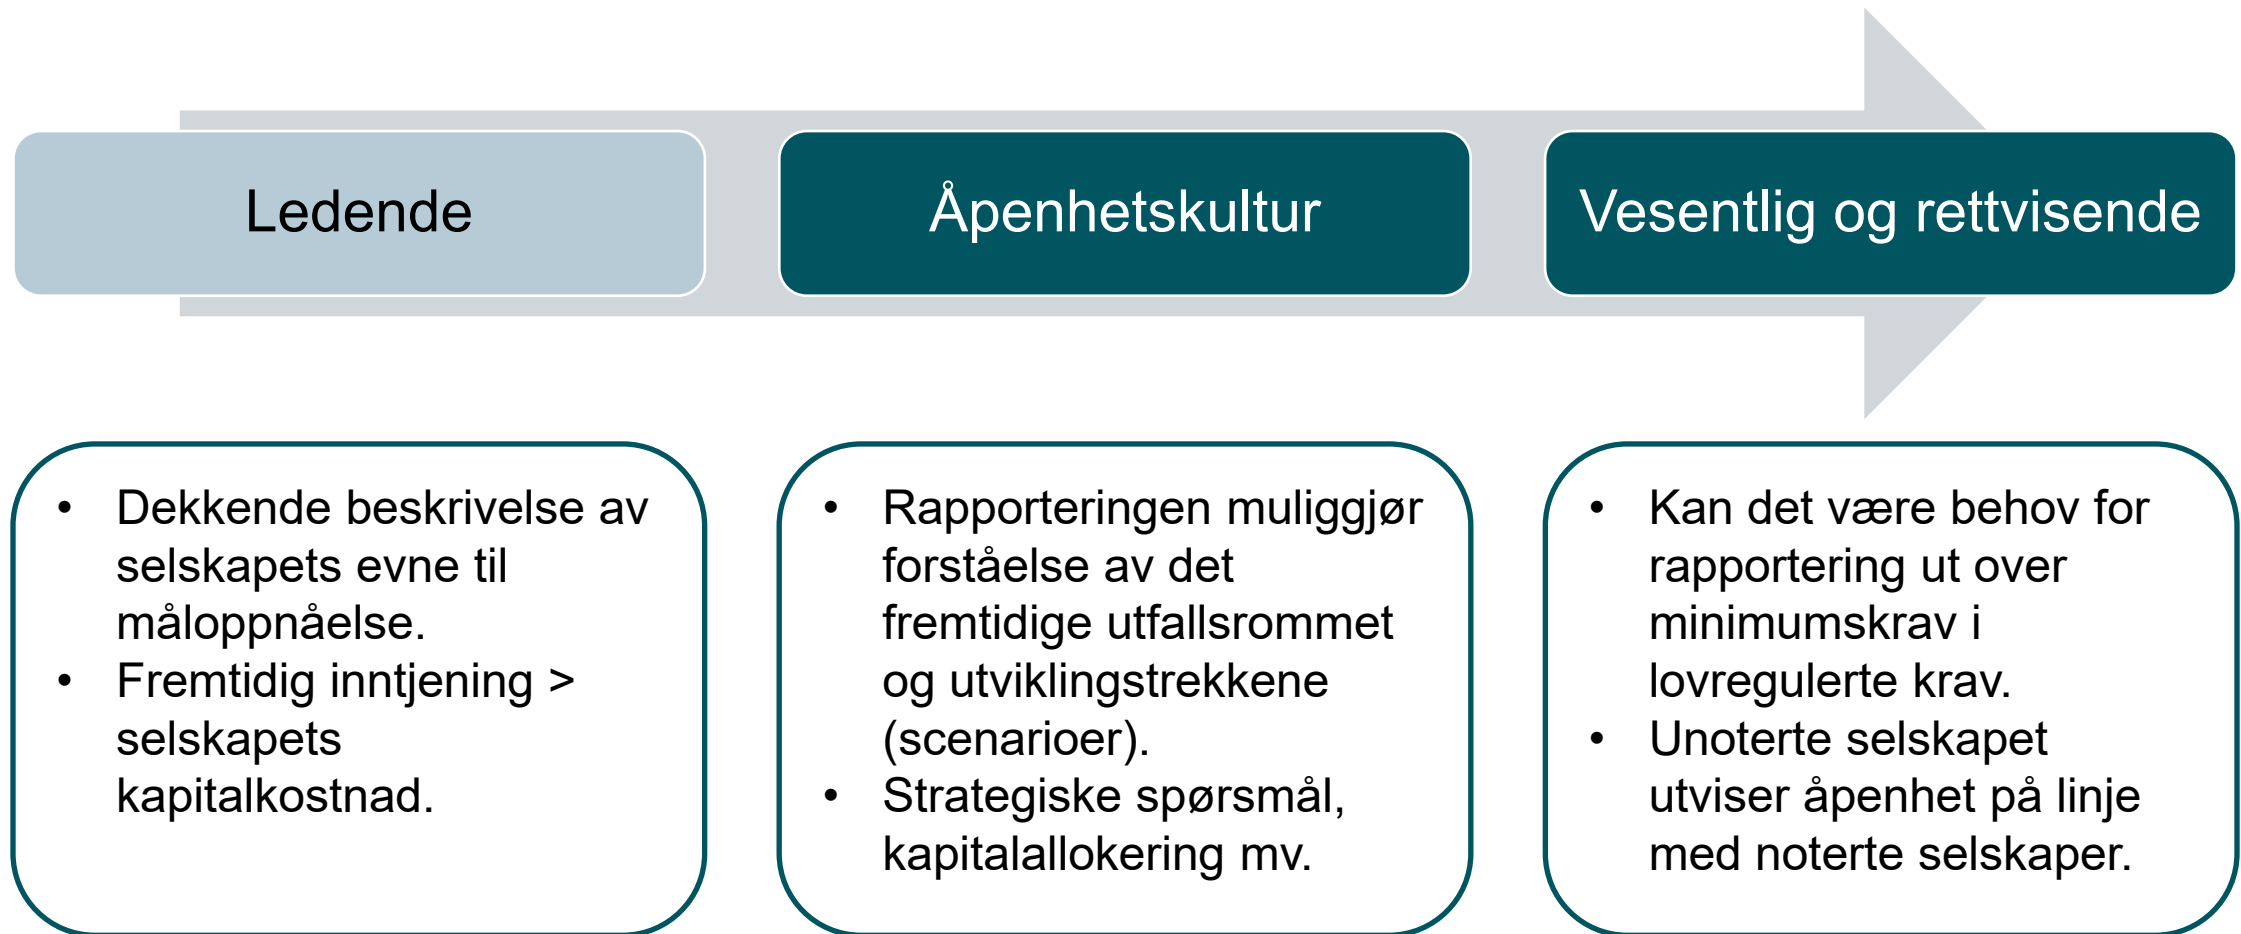 Ledende
Åpenhetskultur
Vesentlig og rettvisende
• Dekkende beskrivelse av
selskapets evne til
måloppnåelse.
• Fremtidig inntjening >
selskapets
kapitalkostnad.
• Rapporteringen muliggjør
forståelse av det
fremtidige utfallsrommet
og utviklingstrekkene
(scenarioer).
• Strategiske spørsmål,
kapitalallokering mv.
• Kan det være behov for
rapportering ut over
minimumskrav i
lovregulerte krav.
• Unoterte selskapet
utviser åpenhet på linje
med noterte selskaper.